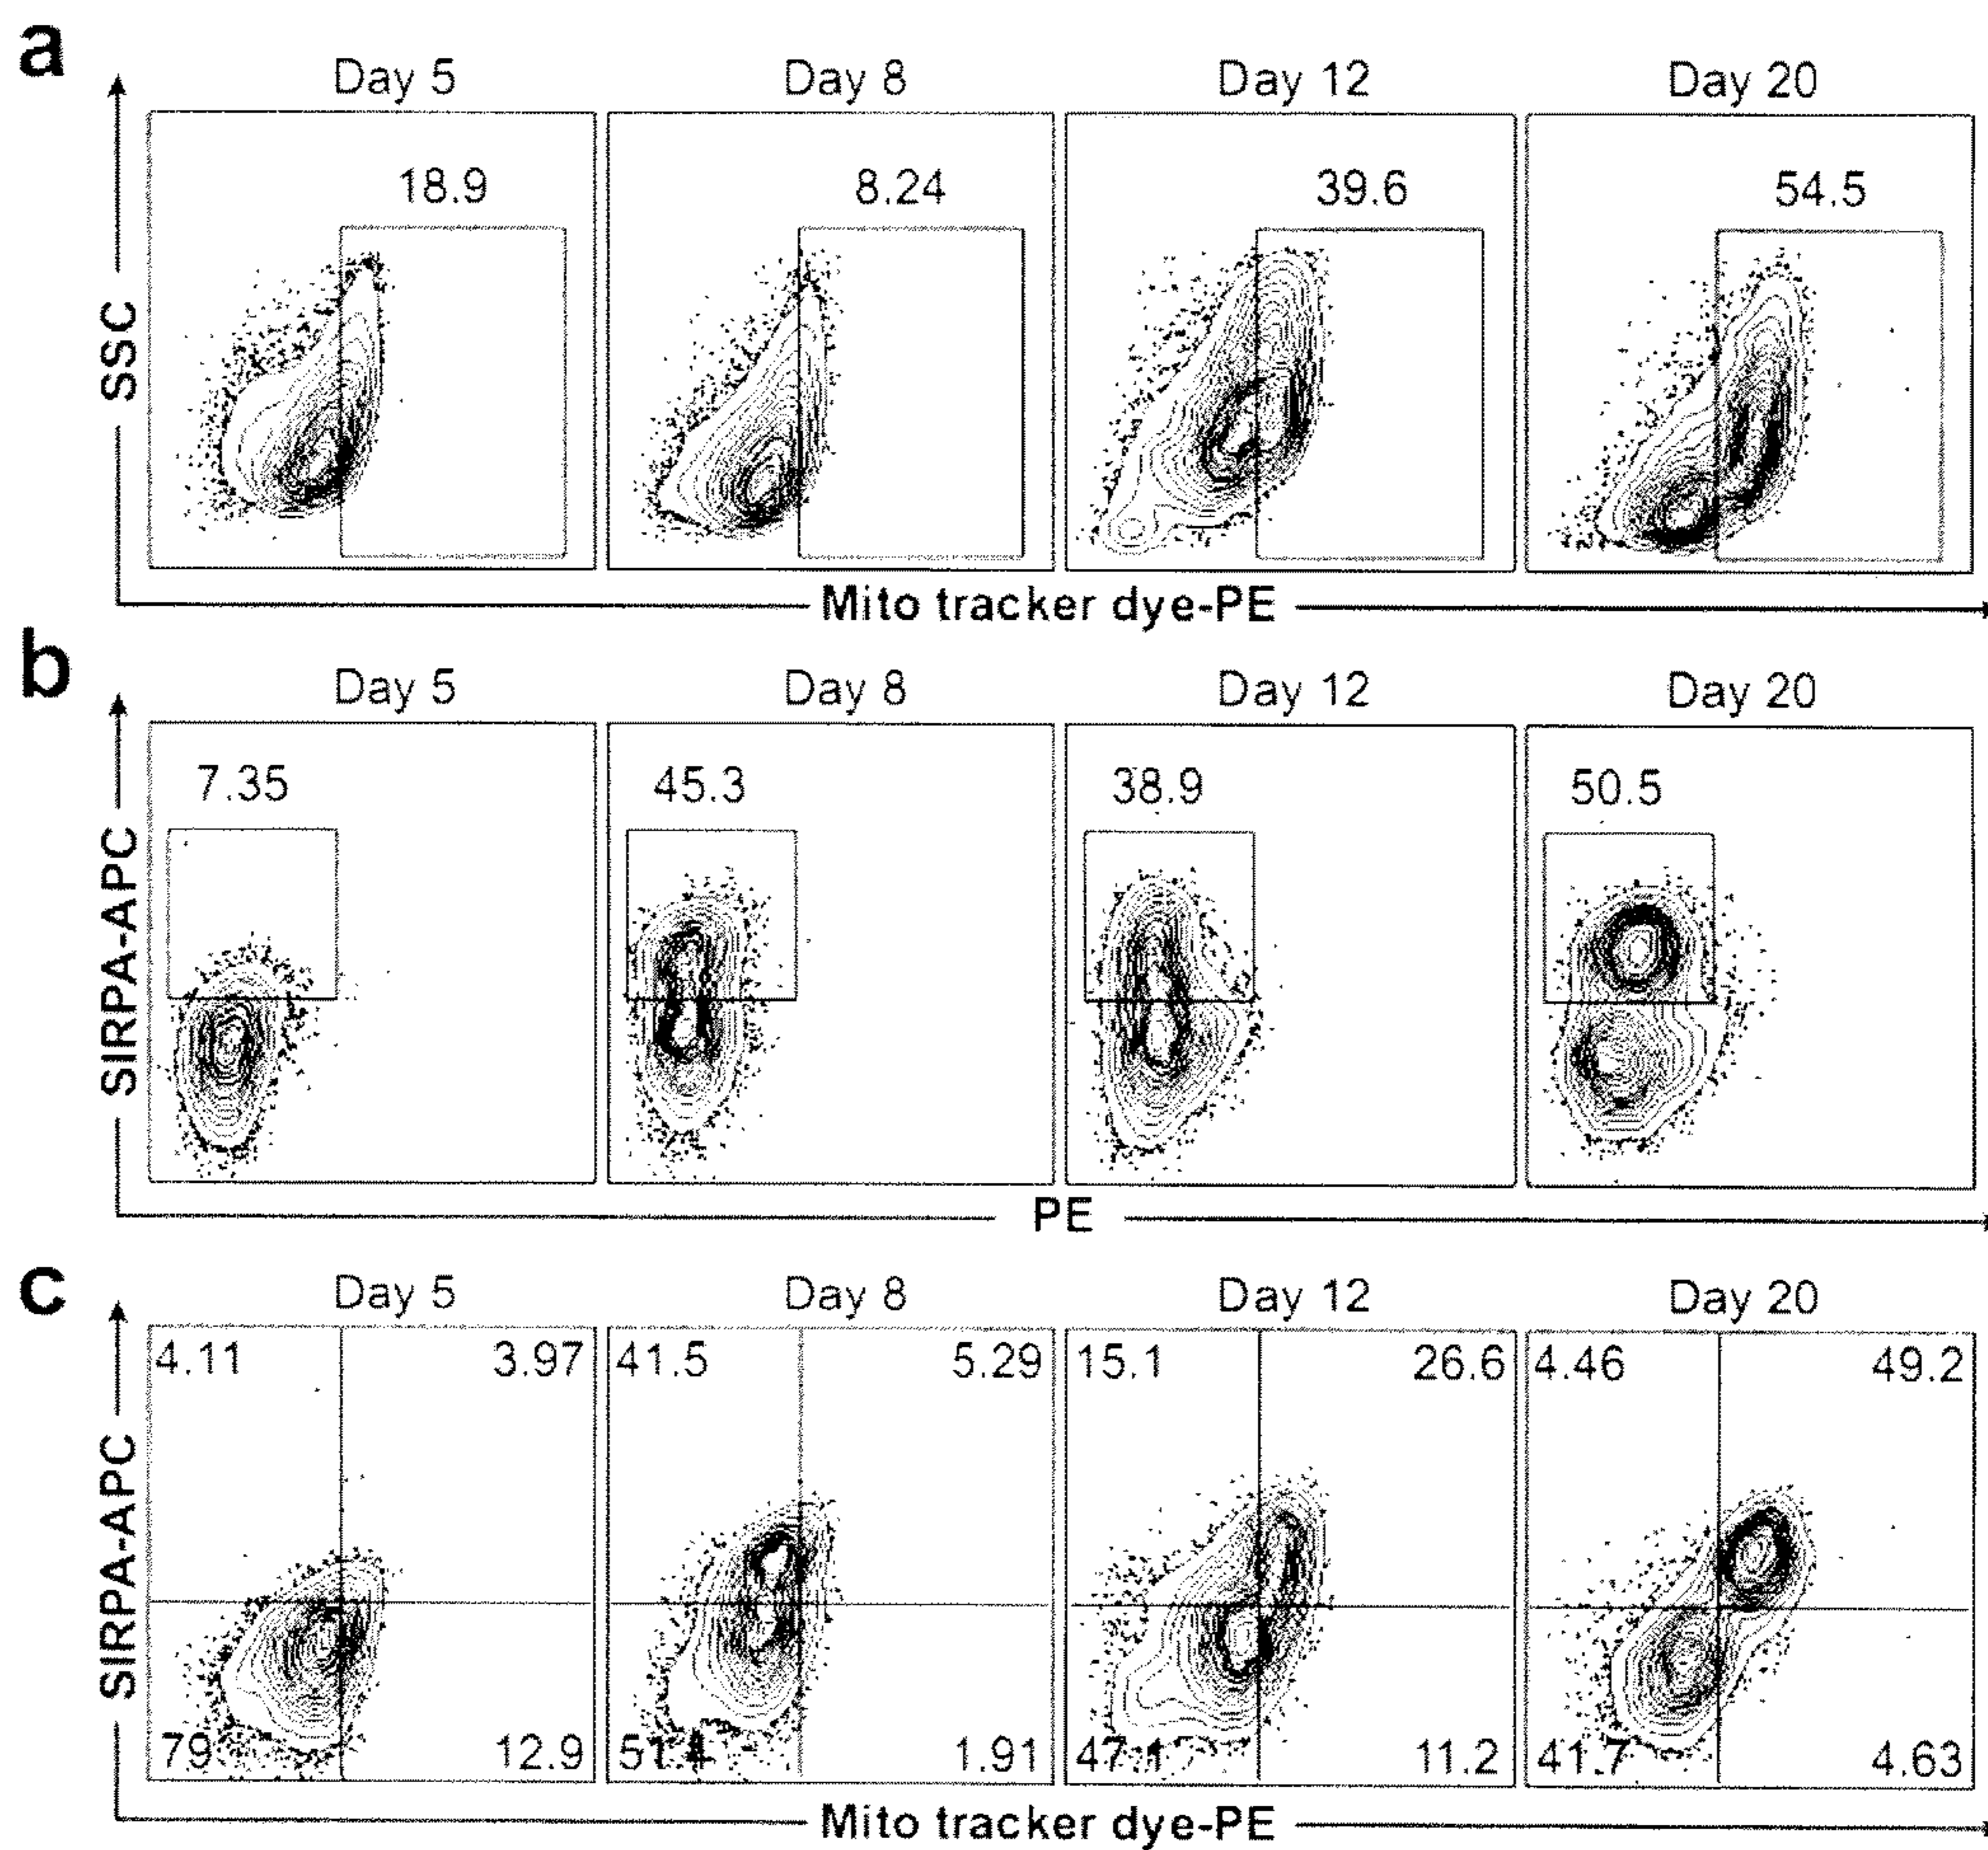 a
Day 5 Day 8 Day 12 Day 20
18.9 8.24 39.6 54.5
SSC
Mito tracker dye-PE
b
Day 5 Day 8 Day 12 Day 20
7.35 45.3 38.9 50.5
SIRPA-APC
PE
c
Day 5 Day 8 Day 12 Day 20
4.11 3.97 41.5 5.29 15.1 26.6 4.46 49.2
SIRPA-APC
79 12.9 1.91 47.1 11.2 41.7 4.63
Mito tracker dye-PE